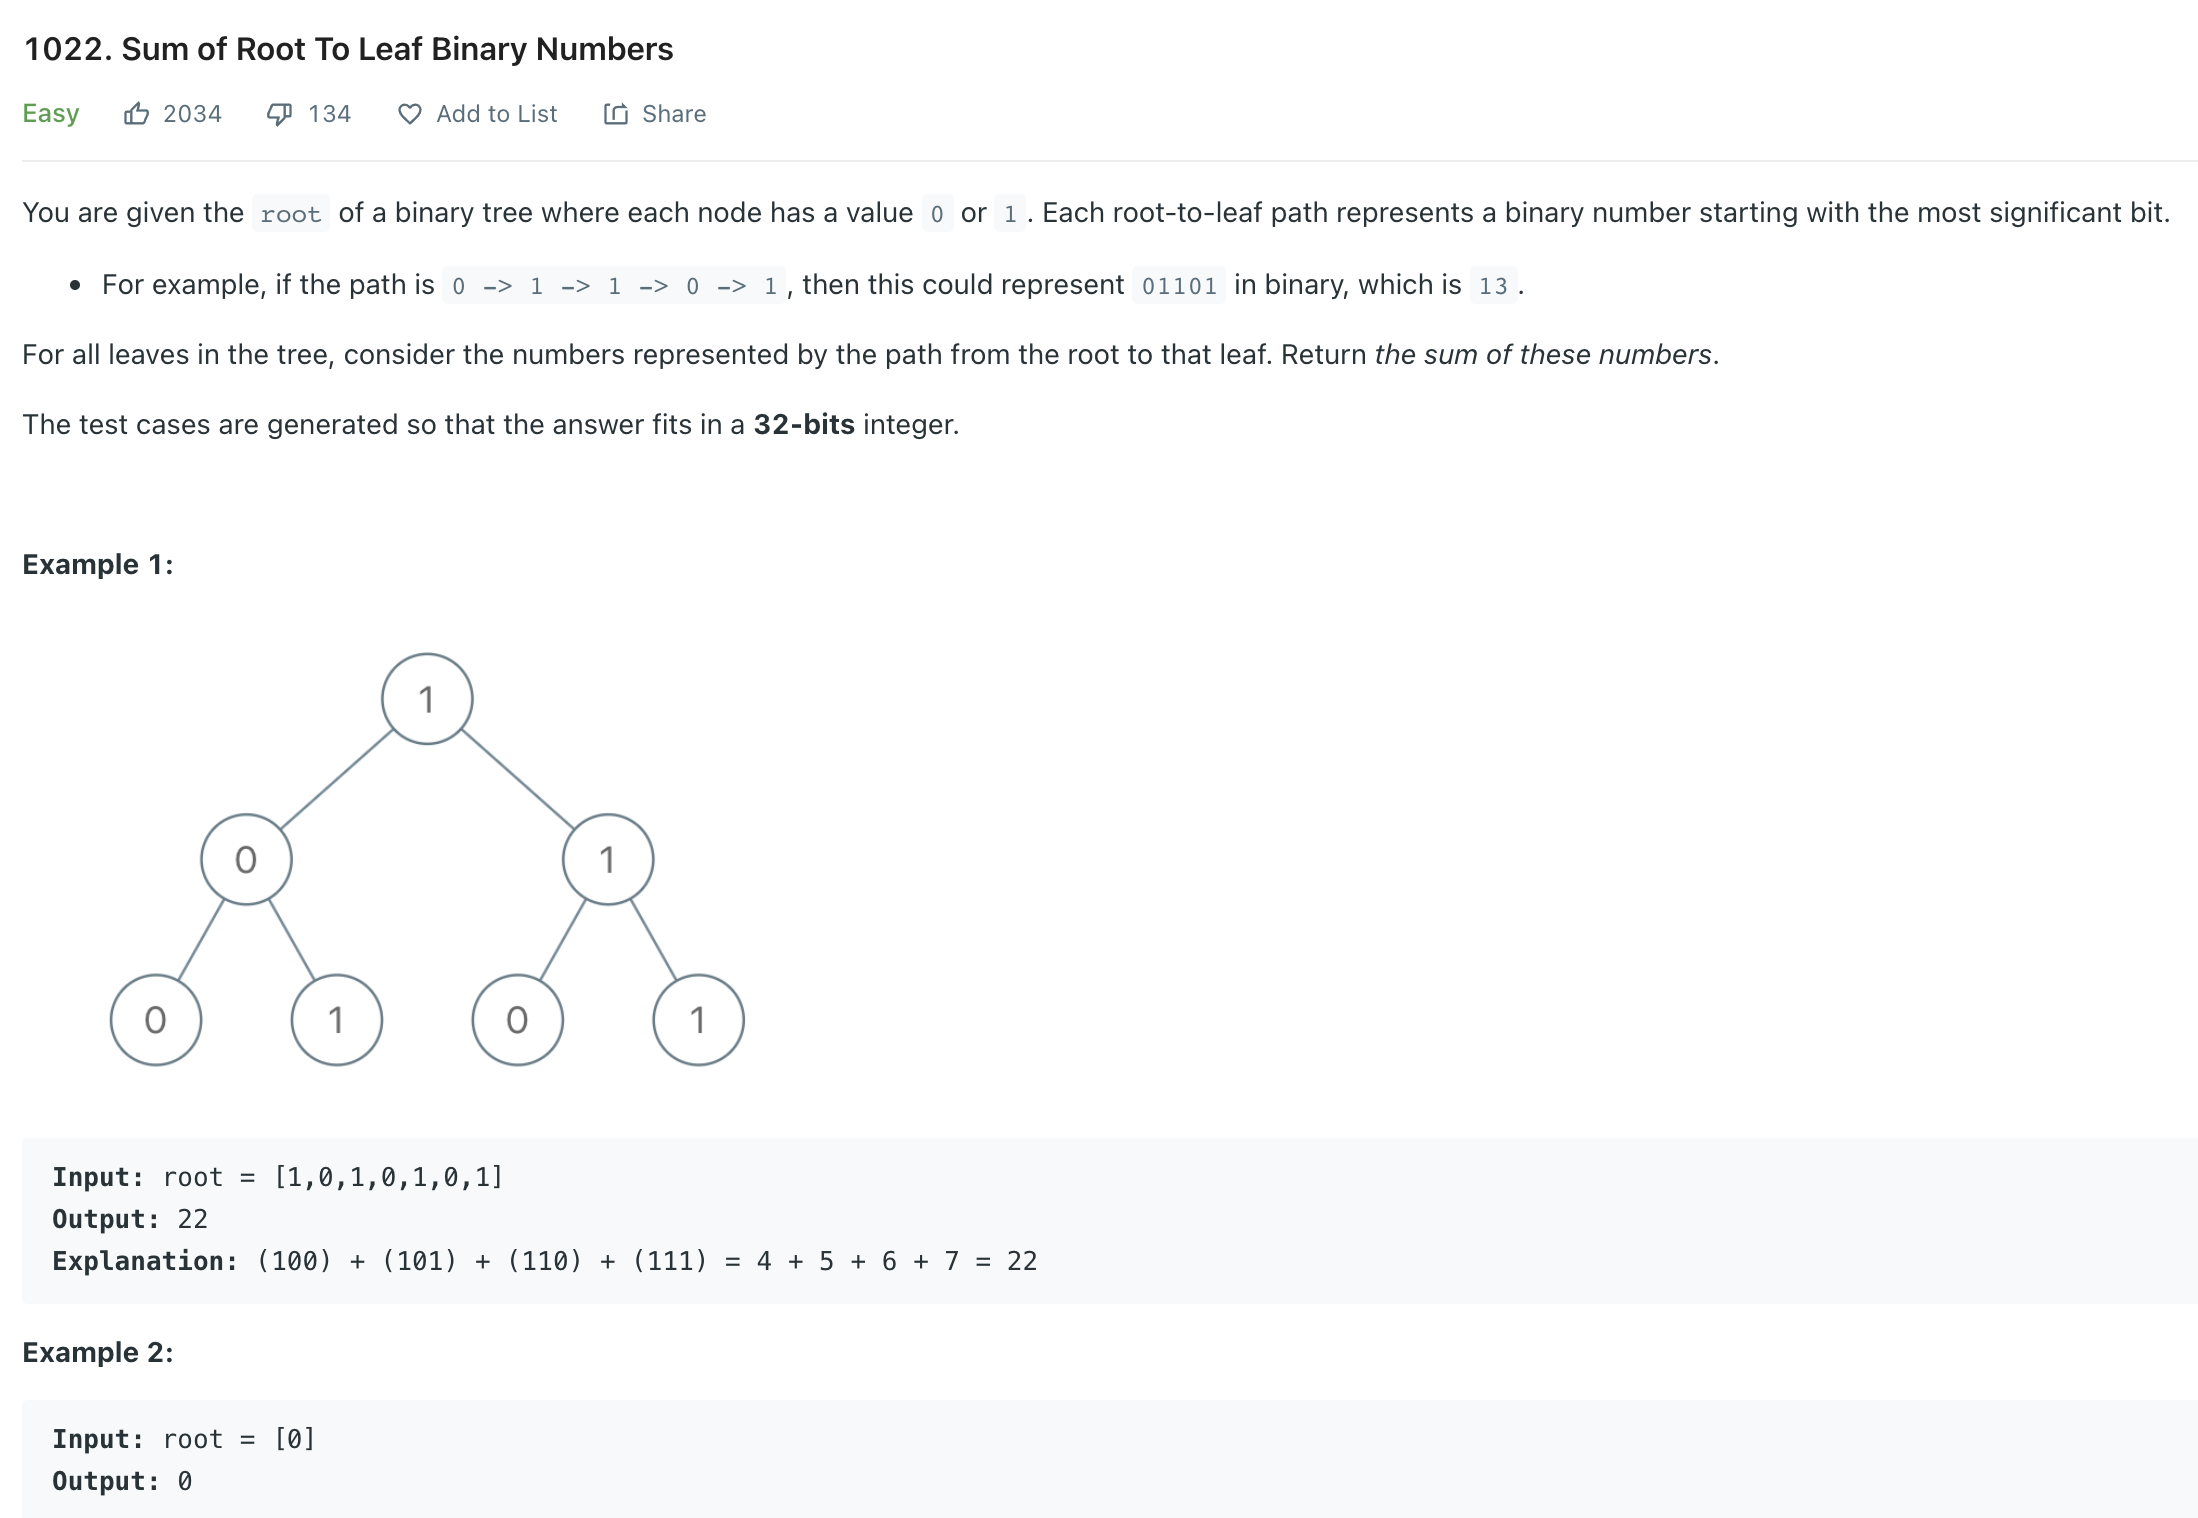 1022. Sum of Root To Leaf Binary Numbers
Easy 2034 134 Add to List Share
You are given the root of a binary tree where each node has a value 0 or 1. Each root-to-leaf path represents a binary number starting with the most significant bit.
• For example, if the path is 0 -> 1 -> 1 -> 0 -> 1, then this could represent 01101 in binary, which is 13.
For all leaves in the tree, consider the numbers represented by the path from the root to that leaf. Return the sum of these numbers.
The test cases are generated so that the answer fits in a 32-bits integer.
Example 1:
1
0 1
0 1 0 1
Input: root = [1,0,1,0,1,0,1]
Output: 22
Explanation: (100) + (101) + (110) + (111) = 4 + 5 + 6 + 7 = 22
Example 2:
Input: root = [0]
Output: 0